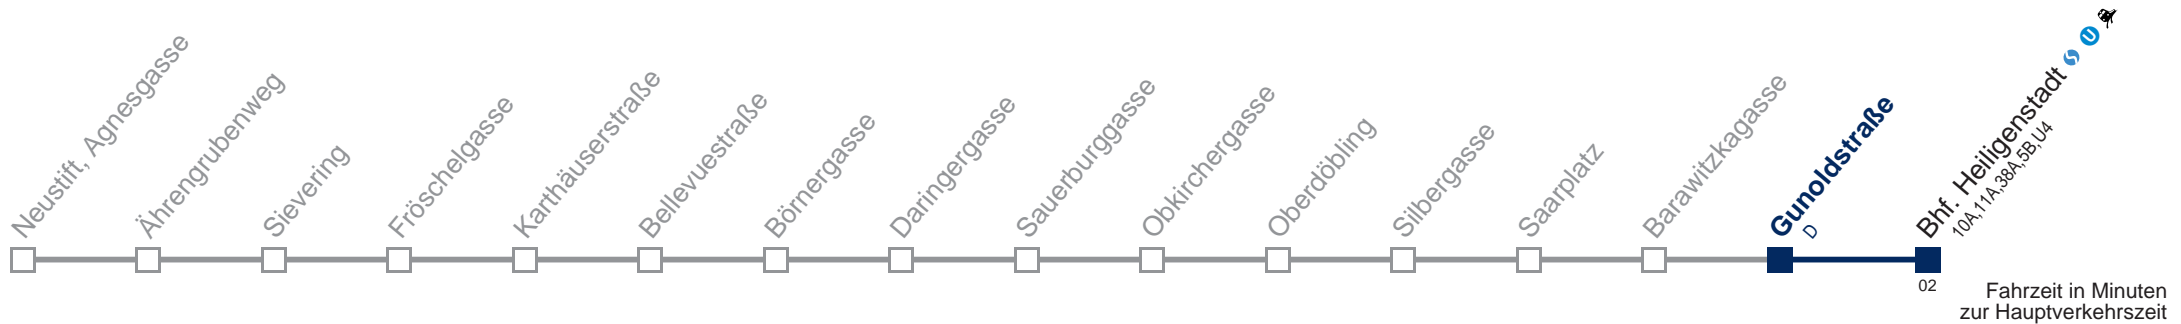 Neustift, Agnesgasse
Ährengrubenweg
Sievering
Fröschelgasse
Karthäuserstraße
Bellevuestraße
Börnergasse
Daringergasse
Sauerburggasse
Obkirchergasse
Oberdöbling
Silbergasse
Saarplatz
Barawitzkagasse
Gunoldstraße
D
Bhf. Heiligenstadt S U
10A,11A,38A,5B,U4
02
Fahrzeit in Minuten
zur Hauptverkehrszeit